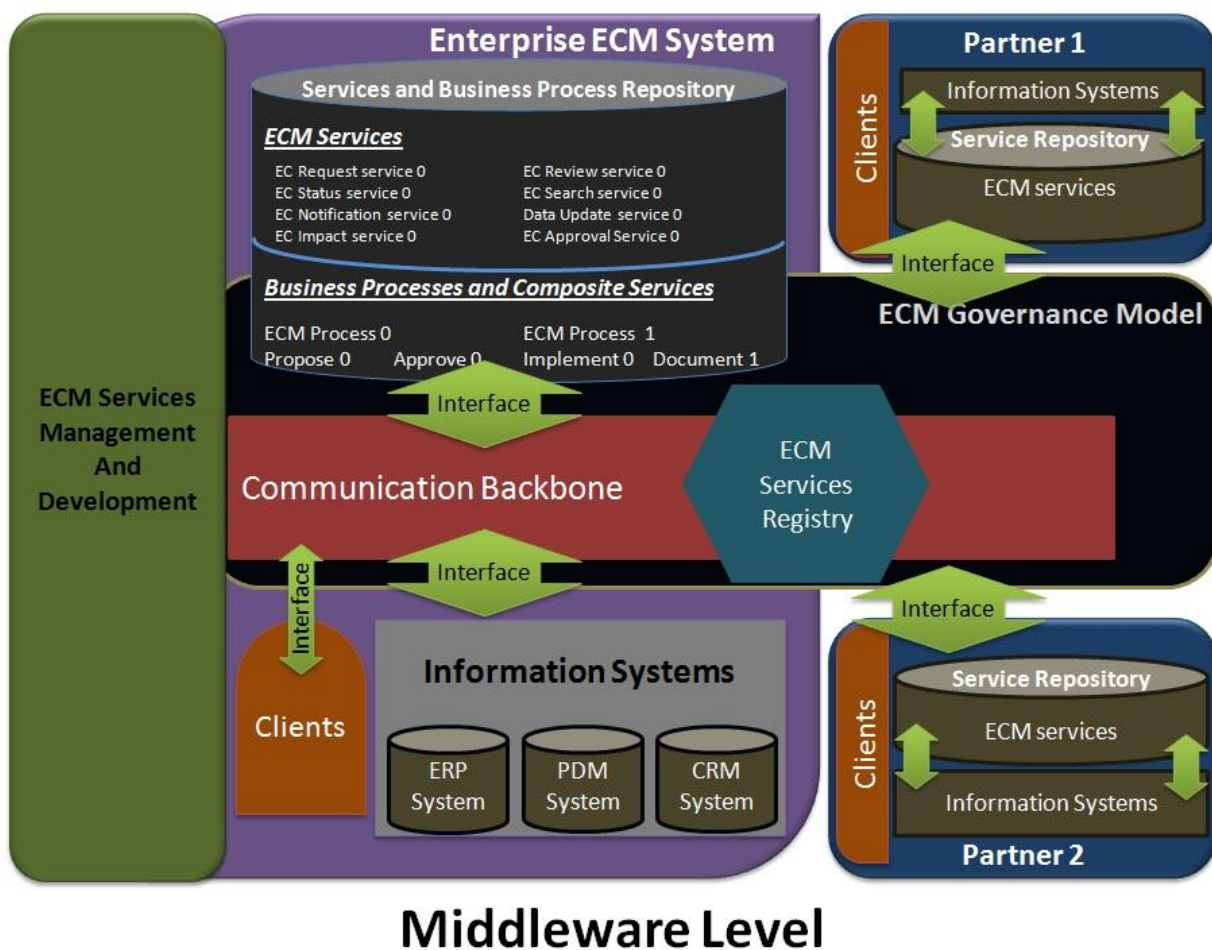 Enterprise ECM System
Services and Business Process Repository
ECM Services
EC Request service 0
EC Review service 0
EC Status service 0
EC Search service 0
EC Notification service 0
Data Update service 0
EC Impact service 0
EC Approval Service 0
Business Processes and Composite Services
ECM Process 0
ECM Process 1
Propose 0
Approve 0
Implement 0
Document 1
Interface
Partner 1
Clients
Information Systems
Service Repository
ECM services
Interface
ECM Governance Model
ECM Services
Management
And
Development
Communication Backbone
ECM
Services
Registry
Interface
Interface
Interface
Clients
Information Systems
ERP
System
PDM
System
CRM
System
Clients
Service Repository
ECM services
Information Systems
Partner 2
Middleware Level